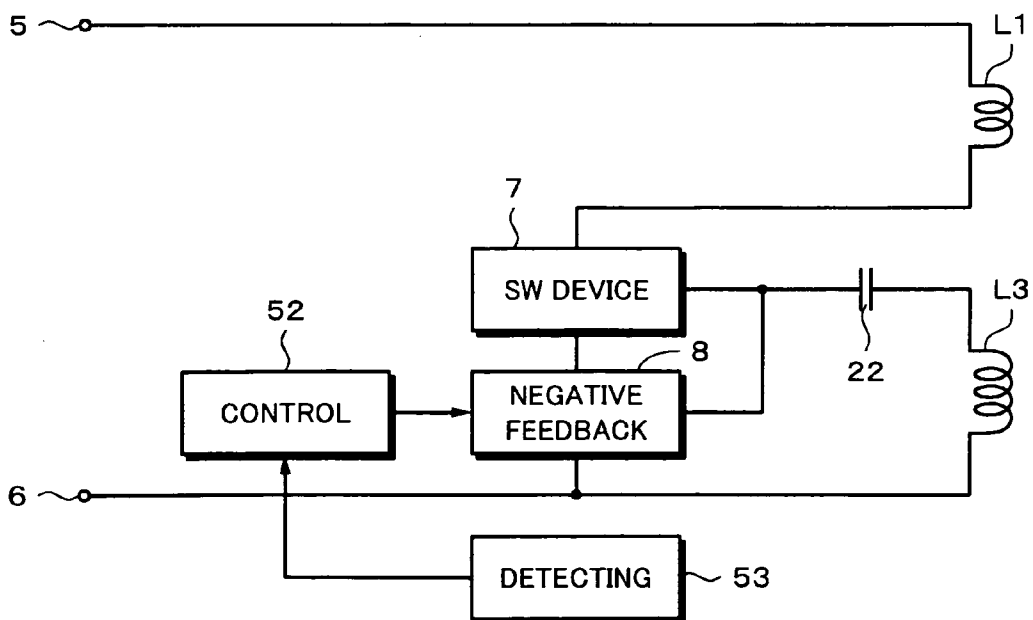 5
L1
7
SW DEVICE
L3
52
8
22
CONTROL
NEGATIVE
FEEDBACK
6
DETECTING
53